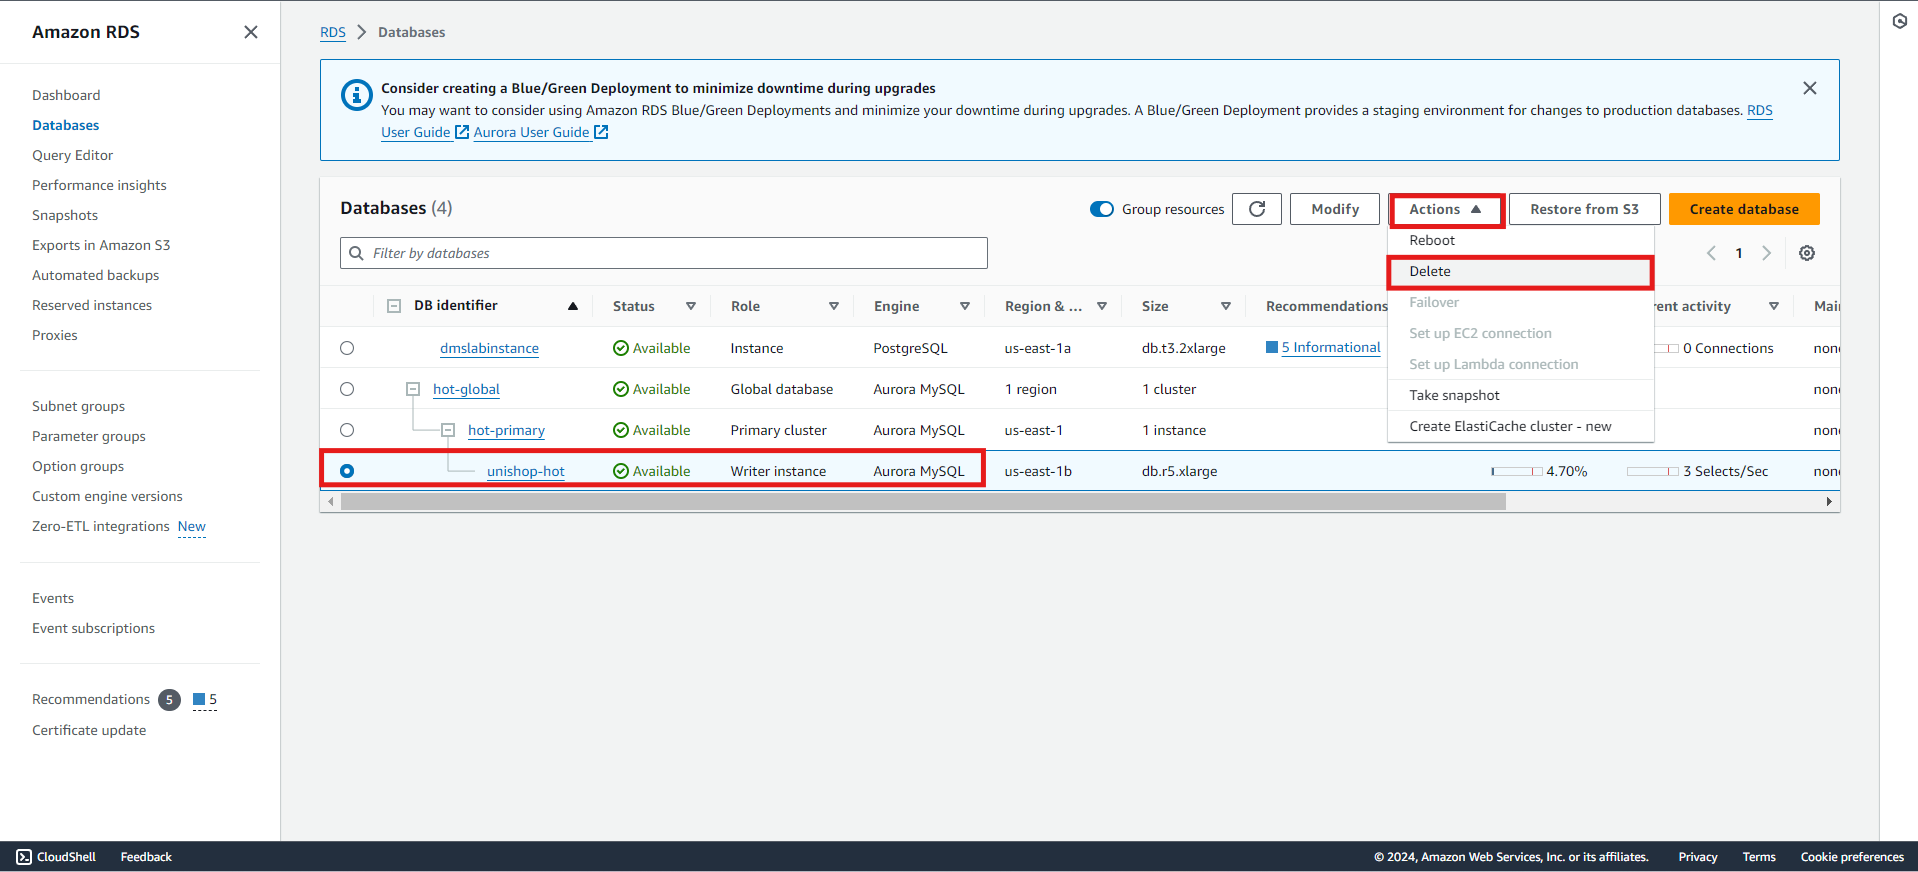 Amazon RDS
Dashboard
Databases
Query Editor
Performance insights
Snapshots
Exports in Amazon S3
Automated backups
Reserved instances
Proxies
Subnet groups
Parameter groups
Option groups
Custom engine versions
Zero-ETL integrations New
Events
Event subscriptions
Recommendations 5 5
Certificate update
RDS > Databases
Consider creating a Blue/Green Deployment to minimize downtime during upgrades
You may want to consider using Amazon RDS Blue/Green Deployments and minimize your downtime during upgrades. A Blue/Green Deployment provides a staging environment for changes to production databases. RDS
User Guide Aurora User Guide
Databases (4)
Group resources Modify Actions Restore from S3 Create database
Filter by databases
1
Reboot
Delete
Failover
Set up EC2 connection
Set up Lambda connection
Take snapshot
Create ElastiCache cluster - new
DB identifier Status Role Engine Region & ... Size Recommendations rent activity Mai
dmslabinstance Available Instance PostgreSQL us-east-1a db.t3.2xlarge 5 Informational 0 Connections none
hot-global Available Global database Aurora MySQL 1 region 1 cluster none
hot-primary Available Primary cluster Aurora MySQL us-east-1 1 instance none
unishop-hot Available Writer instance Aurora MySQL us-east-1b db.r5.xlarge 4.70% 3 Selects/Sec none
CloudShell Feedback © 2024, Amazon Web Services, Inc. or its affiliates. Privacy Terms Cookie preferences